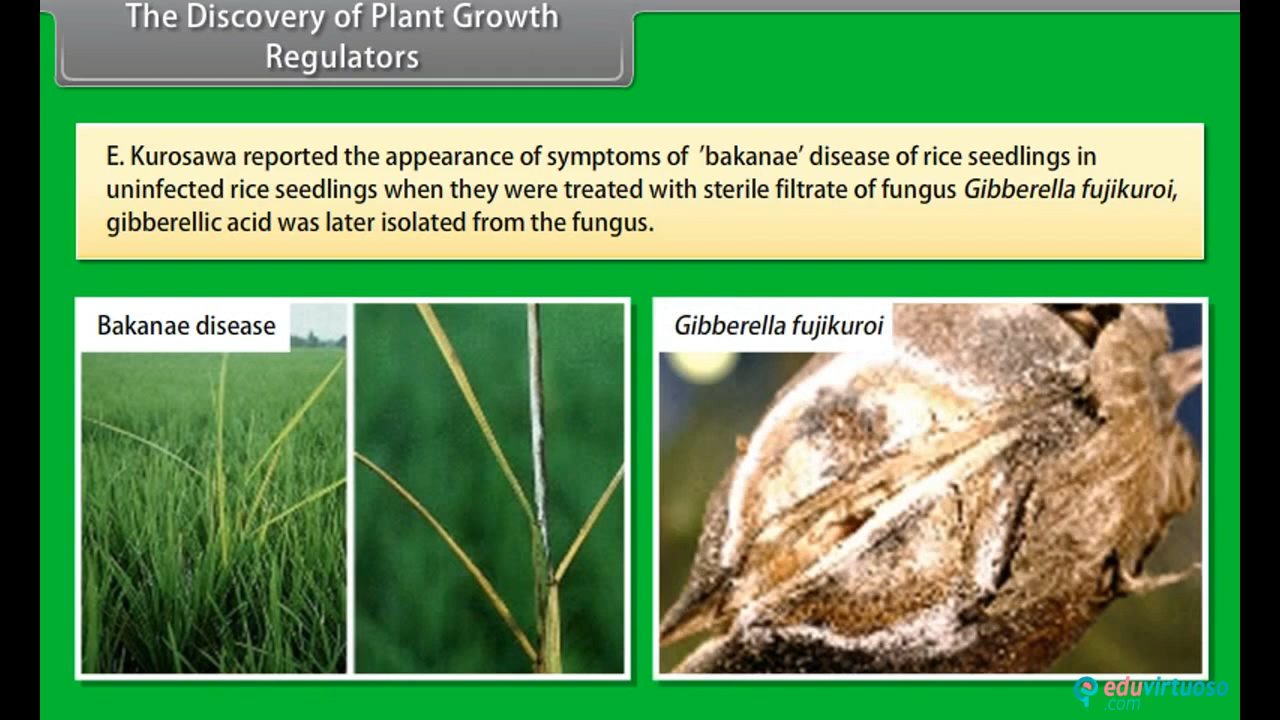 The Discovery of Plant Growth
Regulators
E. Kurosawa reported the appearance of symptoms of ’bakanae’ disease of rice seedlings in
uninfected rice seedlings when they were treated with sterile filtrate of fungus Gibberella fujikuroi,
gibberellic acid was later isolated from the fungus.
Bakanae disease
Gibberella fujikuroi
eduvirtuoso
.com